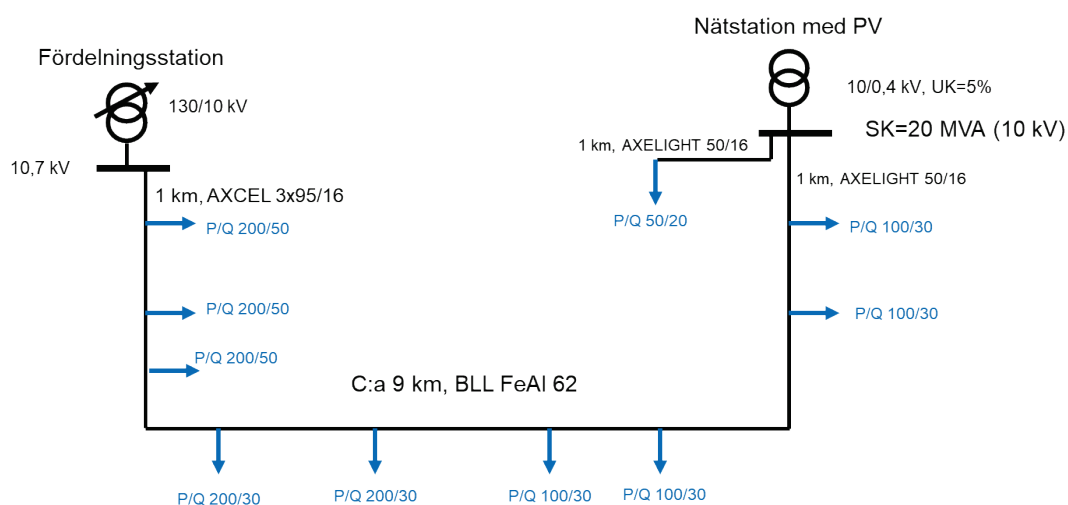 Nätstation med PV
Fördelningsstation
130/10 kV
10/0,4 kV, UK=5%
SK=20 MVA (10 kV)
1 km, AXELIGHT 50/16
10,7 kV
1 km, AXELIGHT 50/16
1 km, AXCEL 3x95/16
P/Q 200/50
P/Q 50/20
P/Q 100/30
P/Q 200/50
P/Q 100/30
P/Q 200/50
C:a 9 km, BLL FeAl 62
P/Q 200/30
P/Q 200/30
P/Q 100/30
P/Q 100/30